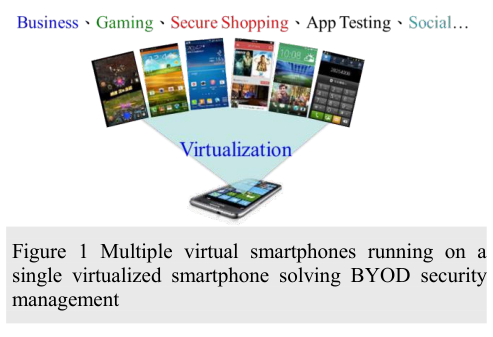 Business、Gaming、Secure Shopping、App Testing、Social…
Virtualization
Figure 1 Multiple virtual smartphones running on a
single virtualized smartphone solving BYOD security
management